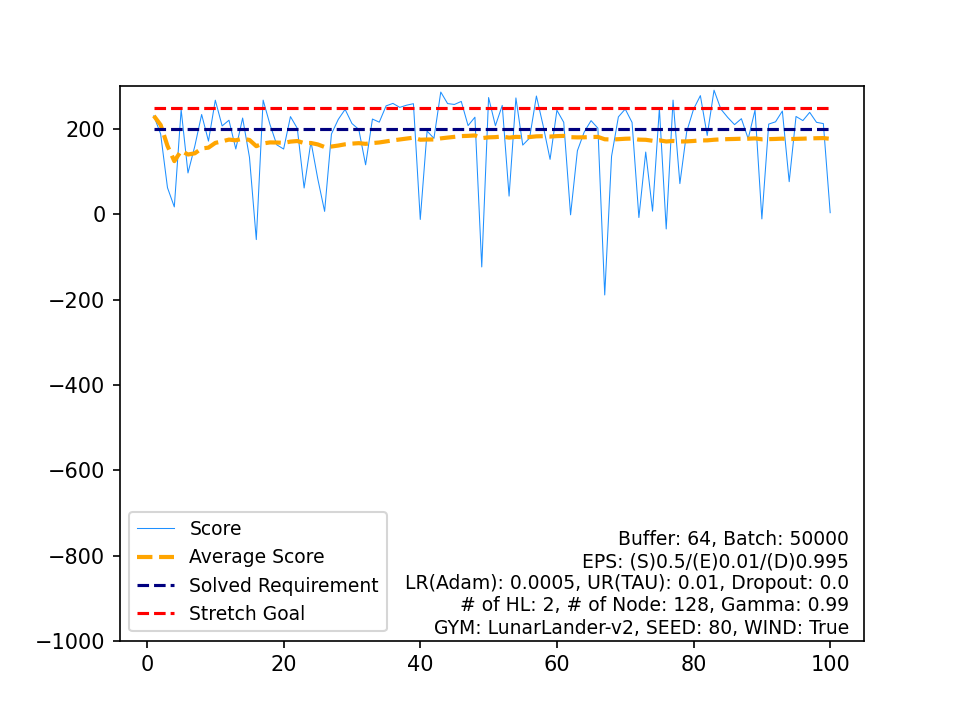 200
0
−200
−400
−600
−800
−1000
Score
Average Score
Solved Requirement
Stretch Goal
Buffer: 64, Batch: 50000
EPS: (S)0.5/(E)0.01/(D)0.995
LR(Adam): 0.0005, UR(TAU): 0.01, Dropout: 0.0
# of HL: 2, # of Node: 128, Gamma: 0.99
GYM: LunarLander-v2, SEED: 80, WIND: True
0 20 40 60 80 100